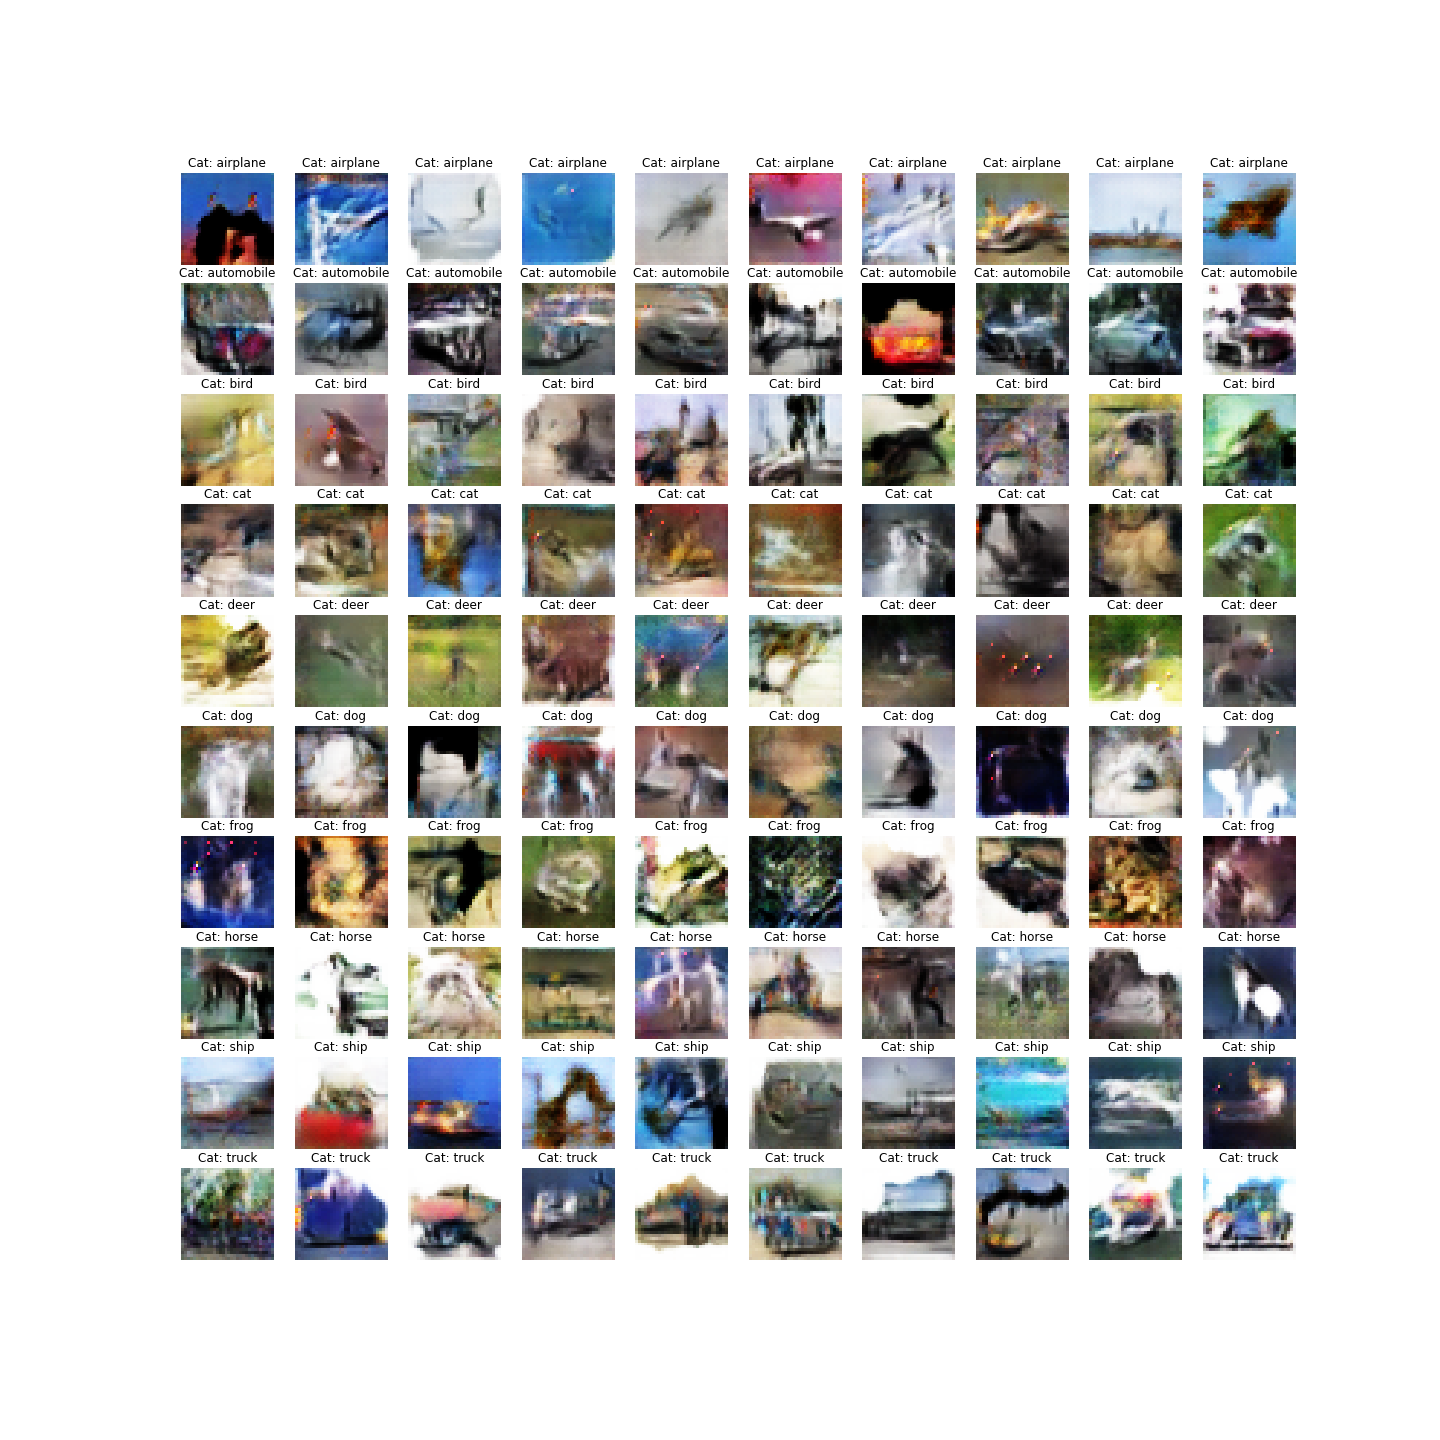 Cat: airplane Cat: airplane Cat: airplane Cat: airplane Cat: airplane Cat: airplane Cat: airplane Cat: airplane Cat: airplane Cat: airplane
Cat: automobile Cat: automobile Cat: automobile Cat: automobile Cat: automobile Cat: automobile Cat: automobile Cat: automobile Cat: automobile Cat: automobile
Cat: bird Cat: bird Cat: bird Cat: bird Cat: bird Cat: bird Cat: bird Cat: bird Cat: bird Cat: bird
Cat: cat Cat: cat Cat: cat Cat: cat Cat: cat Cat: cat Cat: cat Cat: cat Cat: cat Cat: cat
Cat: deer Cat: deer Cat: deer Cat: deer Cat: deer Cat: deer Cat: deer Cat: deer Cat: deer Cat: deer
Cat: dog Cat: dog Cat: dog Cat: dog Cat: dog Cat: dog Cat: dog Cat: dog Cat: dog Cat: dog
Cat: frog Cat: frog Cat: frog Cat: frog Cat: frog Cat: frog Cat: frog Cat: frog Cat: frog Cat: frog
Cat: horse Cat: horse Cat: horse Cat: horse Cat: horse Cat: horse Cat: horse Cat: horse Cat: horse Cat: horse
Cat: ship Cat: ship Cat: ship Cat: ship Cat: ship Cat: ship Cat: ship Cat: ship Cat: ship Cat: ship
Cat: truck Cat: truck Cat: truck Cat: truck Cat: truck Cat: truck Cat: truck Cat: truck Cat: truck Cat: truck